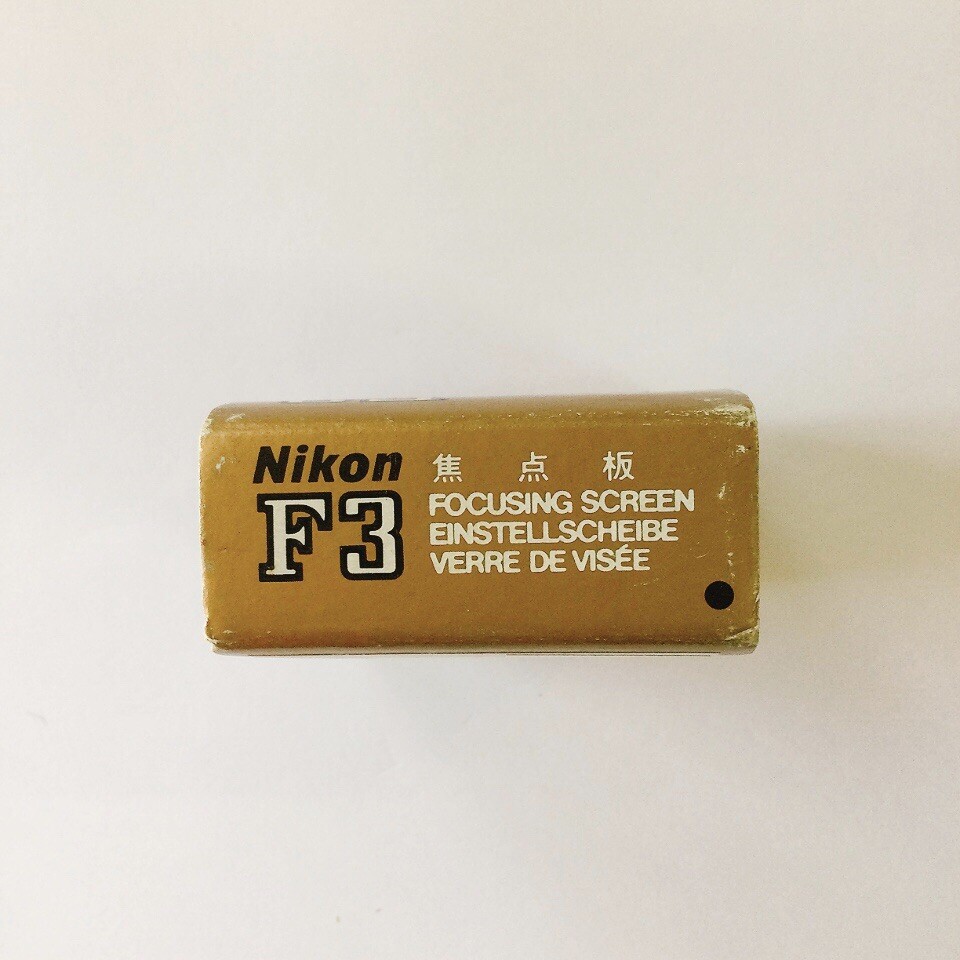 Nikon
F3
焦 点 板
FOCUSING SCREEN
EINSTELLSCHEIBE
VERRE DE VISÉE